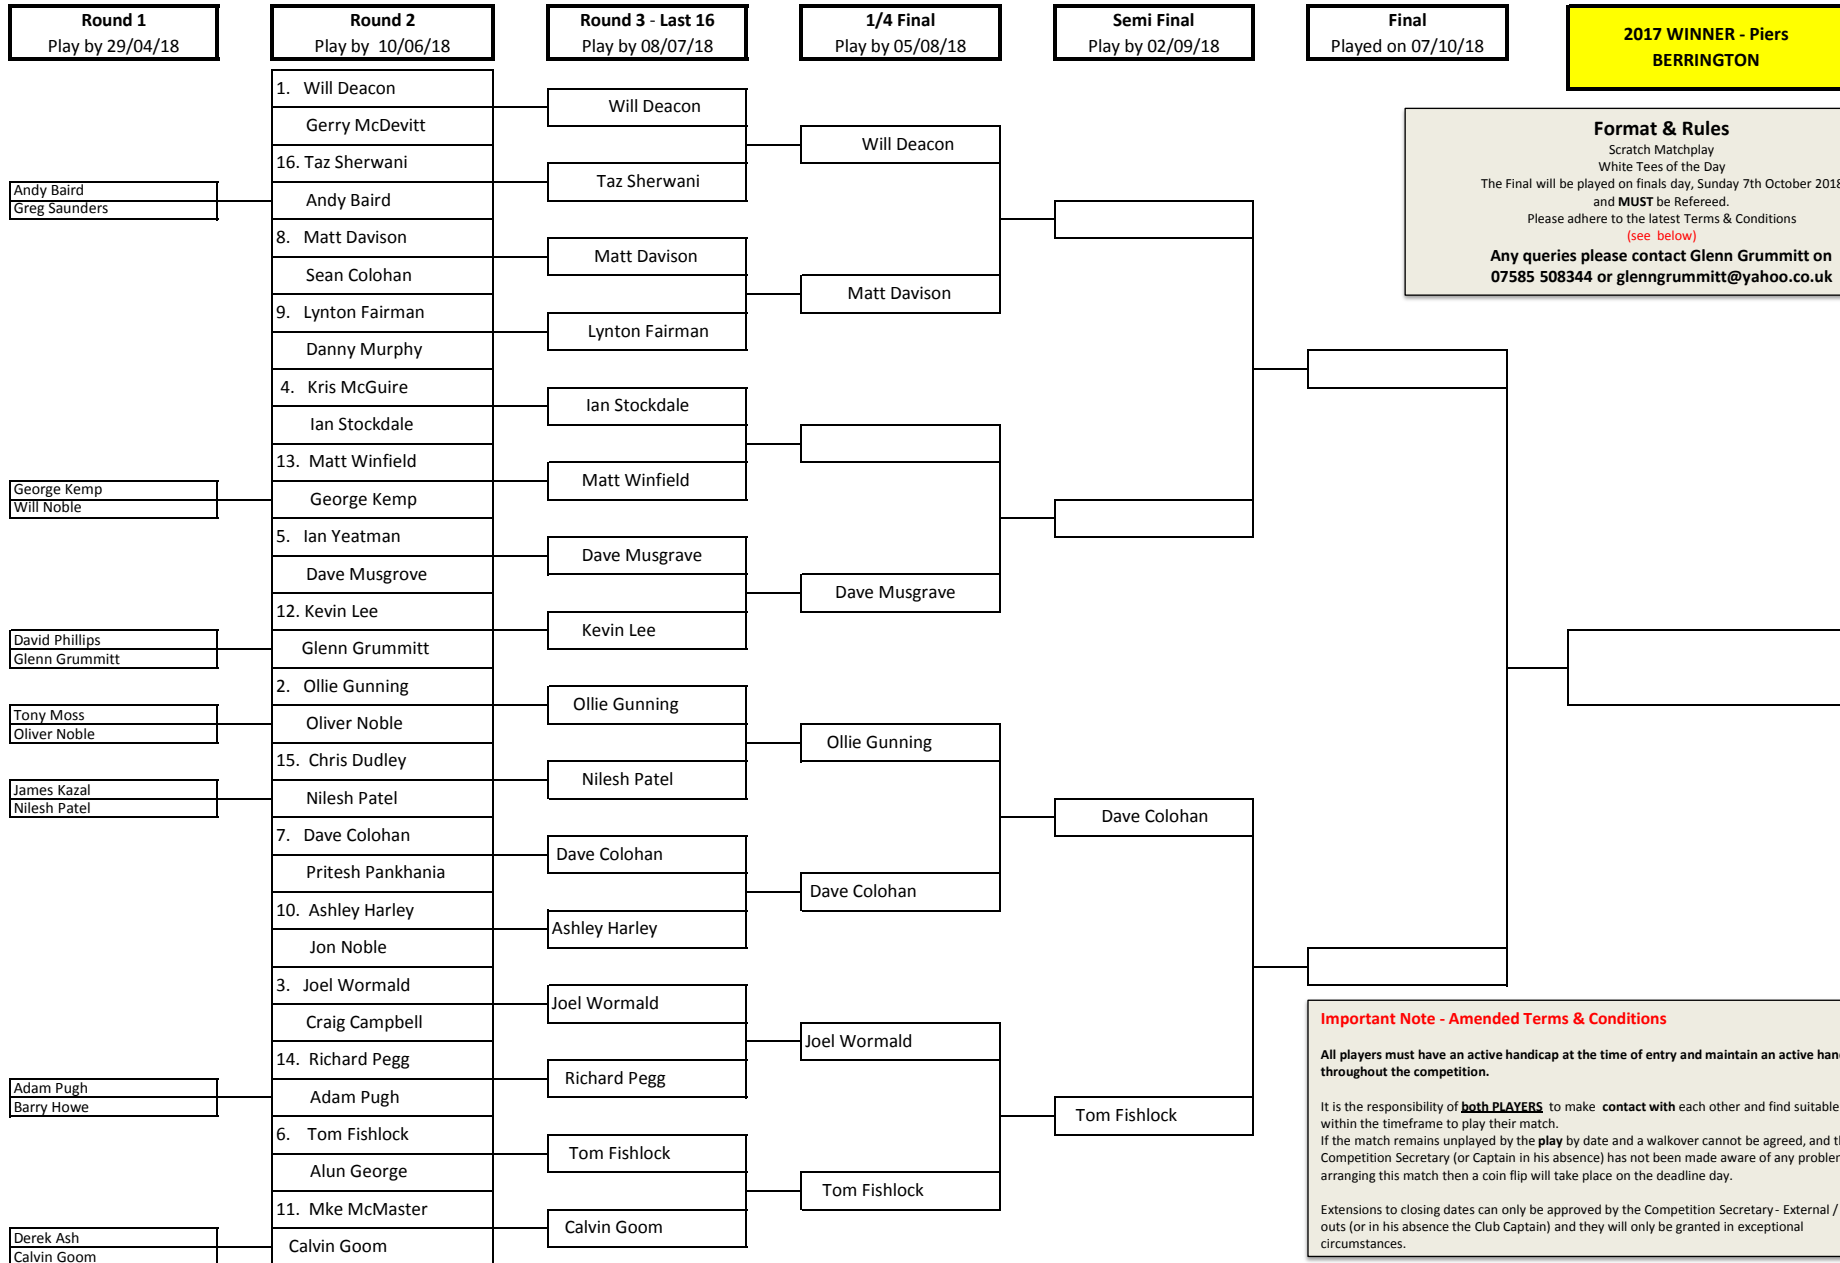 Round 1
Play by 29/04/18
Round 2
Play by 10/06/18
Round 3 - Last 16
Play by 08/07/18
1/4 Final
Play by 05/08/18
Semi Final
Play by 02/09/18
Final
Played on 07/10/18
2017 WINNER - Piers
BERRINGTON
Format & Rules
Scratch Matchplay
White Tees of the Day
The Final will be played on finals day, Sunday 7th October 2018
and MUST be Refereed.
Please adhere to the latest Terms & Conditions
(see below)
Any queries please contact Glenn Grummitt on
07585 508344 or glenngrummitt@yahoo.co.uk
Andy Baird
Greg Saunders
George Kemp
Will Noble
David Phillips
Glenn Grummitt
Tony Moss
Oliver Noble
James Kazal
Nilesh Patel
Adam Pugh
Barry Howe
Derek Ash
Calvin Goom
1. Will Deacon
Gerry McDevitt
16. Taz Sherwani
Andy Baird
8. Matt Davison
Sean Colohan
9. Lynton Fairman
Danny Murphy
4. Kris McGuire
Ian Stockdale
13. Matt Winfield
George Kemp
5. Ian Yeatman
Dave Musgrove
12. Kevin Lee
Glenn Grummitt
2. Ollie Gunning
Oliver Noble
15. Chris Dudley
Nilesh Patel
7. Dave Colohan
Pritesh Pankhania
10. Ashley Harley
Jon Noble
3. Joel Wormald
Craig Campbell
14. Richard Pegg
Adam Pugh
6. Tom Fishlock
Alun George
11. Mke McMaster
Calvin Goom
Will Deacon
Taz Sherwani
Matt Davison
Lynton Fairman
Ian Stockdale
Matt Winfield
Dave Musgrave
Kevin Lee
Ollie Gunning
Nilesh Patel
Dave Colohan
Ashley Harley
Joel Wormald
Richard Pegg
Tom Fishlock
Calvin Goom
Will Deacon
Matt Davison
Dave Musgrave
Ollie Gunning
Dave Colohan
Joel Wormald
Tom Fishlock
Dave Colohan
Tom Fishlock
Important Note - Amended Terms & Conditions
All players must have an active handicap at the time of entry and maintain an active
throughout the competition.
It is the responsibility of both PLAYERS to make contact with each other and find suitable
within the timeframe to play their match.
If the match remains unplayed by the play by date and a walkover cannot be agreed, and
Competition Secretary (or Captain in his absence) has not been made aware of any
arranging this match then a coin flip will take place on the deadline day.
Extensions to closing dates can only be approved by the Competition Secretary - External /
outs (or in his absence the Club Captain) and they will only be granted in exceptional
circumstances.